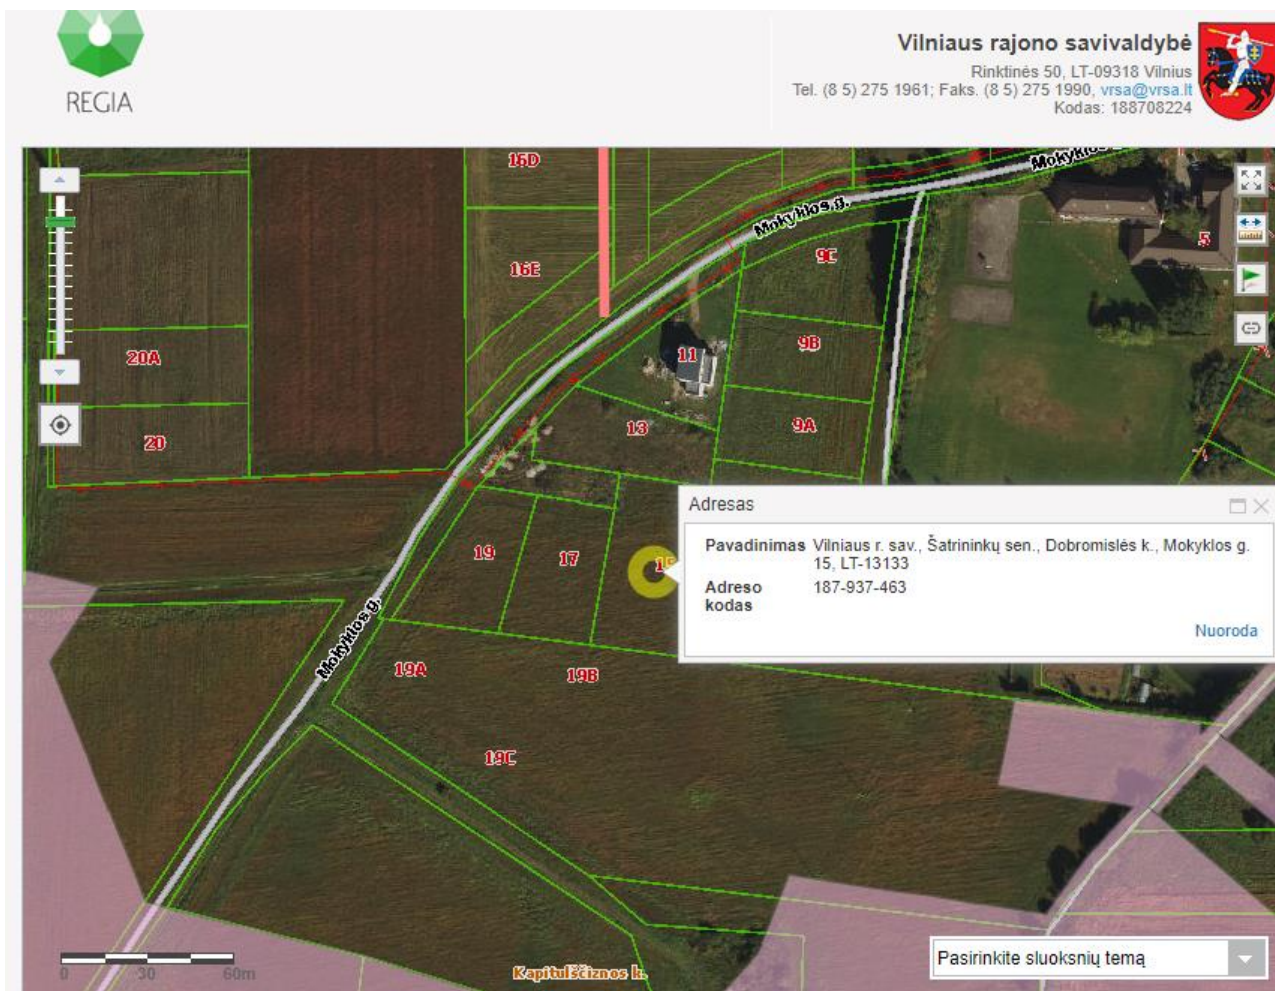 REGIA
Vilniaus rajono savivaldybė
Rinktinės 50, LT-09318 Vilnius
Tel. (8 5) 275 1961; Faks. (8 5) 275 1990, vrsa@vrsa.lt
Kodas: 188708224
16D
Mokyklos
Mokyklos g.
5
9C
16E
11
9B
20A
13
9A
20
Adresas
19
17
Pavadinimas Vilniaus r. sav., Šatrininkų sen., Dobromislės k., Mokyklos g.
15, LT-13133
Adreso
kodas
187-937-463
Nuoroda
Mokyklos g.
19A
19B
19C
0 30 60m
Kapitulščiznos k.
Pasirinkite sluoksnių temą